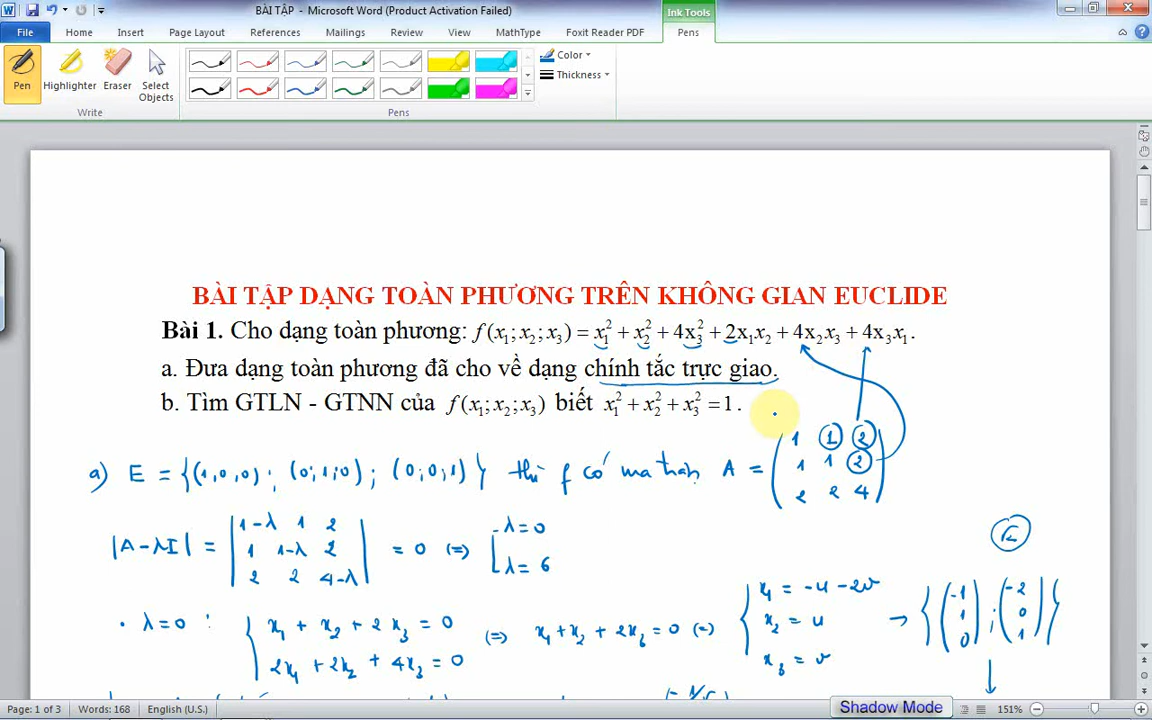 BÀI TẬP - Microsoft Word (Product Activation Failed)
Ink Tools
File Home Insert Page Layout References Mailings Review View MathType Foxit Reader PDF Pens
Pen Highlighter Eraser Select Objects
Color
Thickness
Write Pens
BÀI TẬP DẠNG TOÀN PHƯƠNG TRÊN KHÔNG GIAN EUCLIDE
Bài 1. Cho dạng toàn phương: f(x₁;x₂;x₃) = x₁² + x₂² + 4x₃² + 2x₁x₂ + 4x₂x₃ + 4x₃x₁.
a. Đưa dạng toàn phương đã cho về dạng chính tắc trực giao.
b. Tìm GTLN - GTNN của f(x₁;x₂;x₃) biết x₁² + x₂² + x₃² = 1.
a) E = {(1,0,0); (0;1;0); (0;0;1)} thì f có ma trận A = (1 1 2
1 1 2
2 2 4)
|A-λI| = |1-λ 1 2
1 1-λ 2
2 2 4-λ| = 0 ⇔ [λ=0
λ=6
• λ=0 : {x₁ + x₂ + 2x₃ = 0
2x₁ + 2x₂ + 4x₃ = 0 ⇔ x₁+x₂ + 2x₃ = 0 ⇔ {x₁ = -u - 2v
x₂ = u
x₃ = v → {(-1 1 0) ; (-2 0 1)}
Page: 1 of 3 Words: 168 English (U.S.) Shadow Mode 151%